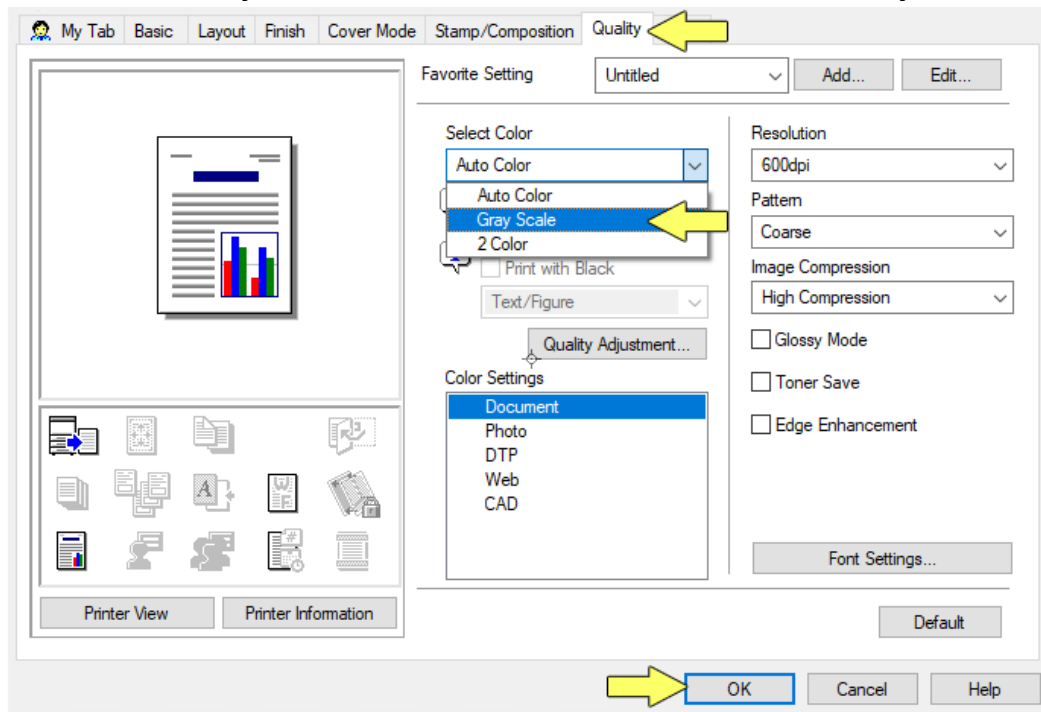 My Tab Basic Layout Finish Cover Mode Stamp/Composition Quality
Favorite Setting Untitled Add... Edit...
Select Color
Auto Color
Auto Color
Gray Scale
2 Color
Print with Black
Text/Figure
Quality Adjustment...
Color Settings
Document
Photo
DTP
Web
CAD
Resolution
600dpi
Pattern
Coarse
Image Compression
High Compression
Glossy Mode
Toner Save
Edge Enhancement
Font Settings...
Printer View Printer Information
Default
OK Cancel Help